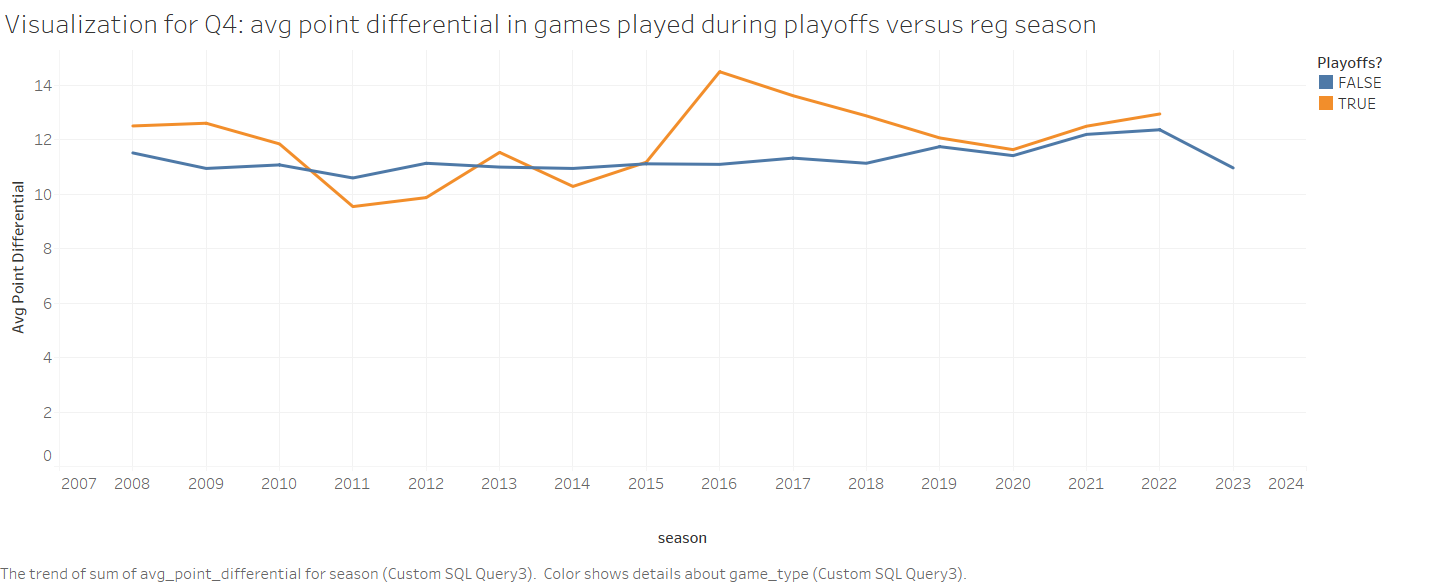 Visualization for Q4: avg point differential in games played during playoffs versus reg season
Playoffs?
FALSE
TRUE
Avg Point Differential
14
12
10
8
6
4
2
0
2007 2008 2009 2010 2011 2012 2013 2014 2015 2016 2017 2018 2019 2020 2021 2022 2023 2024
season
The trend of sum of avg_point_differential for season (Custom SQL Query3).  Color shows details about game_type (Custom SQL Query3).